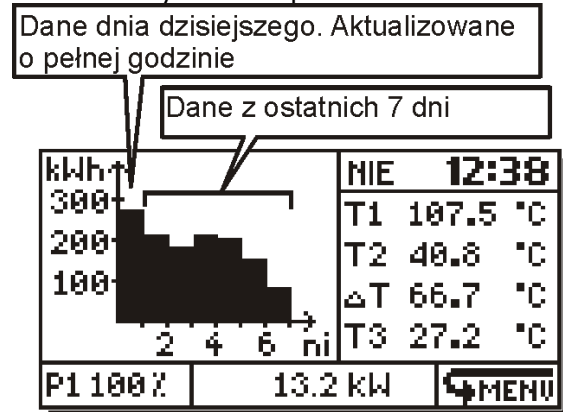 Dane dnia dzisiejszego. Aktualizowane
o pełnej godzinie
Dane z ostatnich 7 dni
kWh
300
200
100
2 4 6 ni
NIE 12:38
T1 107.5 °C
T2 40.8 °C
△T 66.7 °C
T3 27.2 °C
P1 100% 13.2 kW MENU